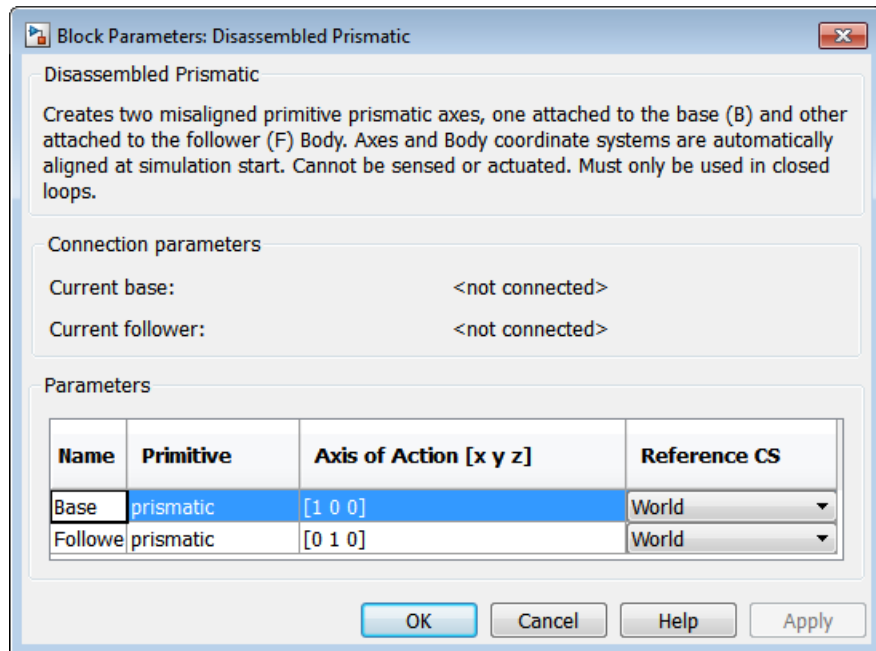 Block Parameters: Disassembled Prismatic
Disassembled Prismatic
Creates two misaligned primitive prismatic axes, one attached to the base (B) and other
attached to the follower (F) Body. Axes and Body coordinate systems are automatically
aligned at simulation start. Cannot be sensed or actuated. Must only be used in closed
loops.
Connection parameters
Current base: <not connected>
Current follower: <not connected>
Parameters
Name Primitive Axis of Action [x y z] Reference CS
Base prismatic [1 0 0] World
Followe prismatic [0 1 0] World
OK Cancel Help Apply